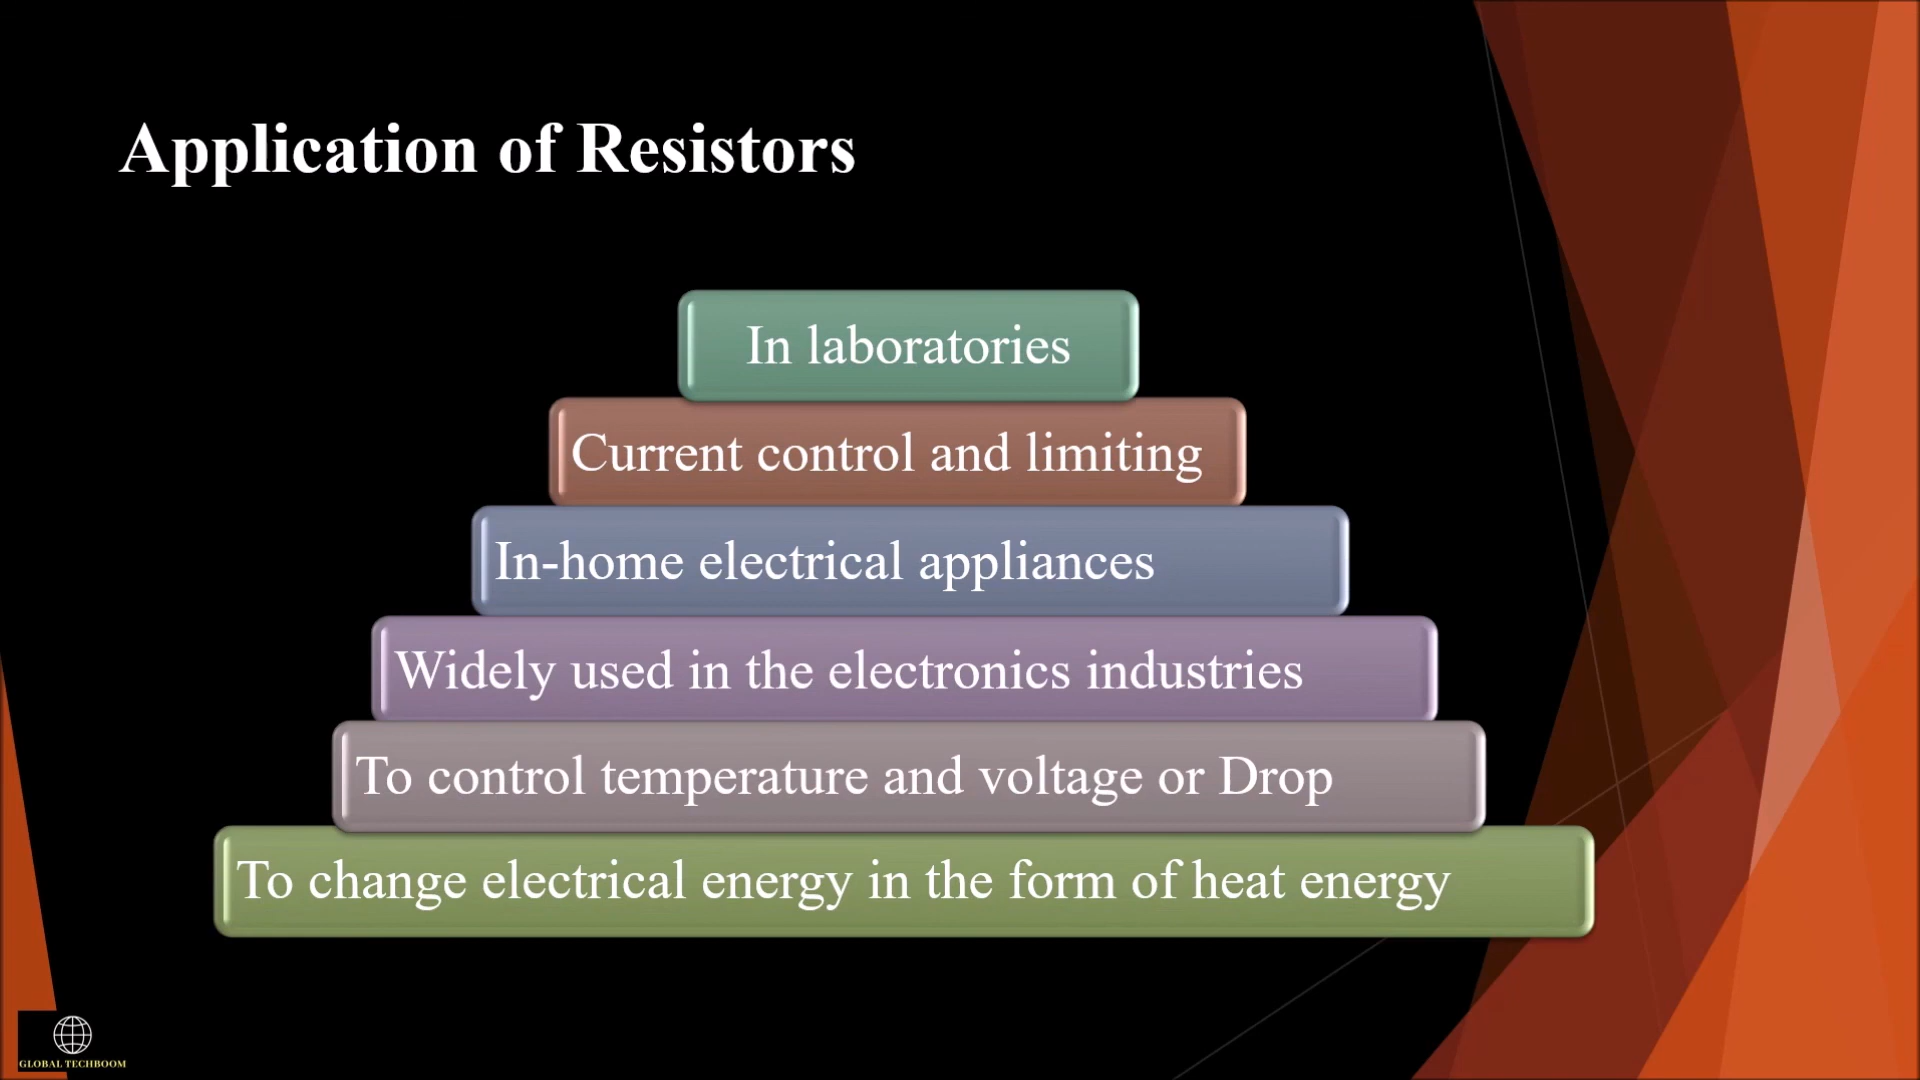 Application of Resistors
In laboratories
Current control and limiting
In-home electrical appliances
Widely used in the electronics industries
To control temperature and voltage or Drop
To change electrical energy in the form of heat energy
GLOBAL TECHBOOM